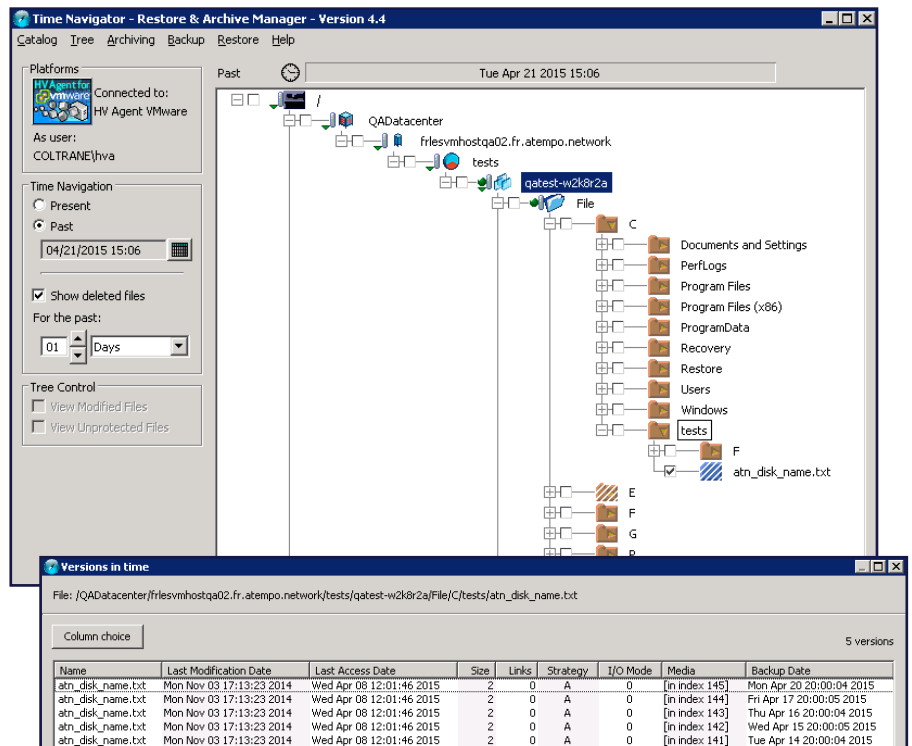 Time Navigator - Restore & Archive Manager - Version 4.4
Catalog Tree Archiving Backup Restore Help
Platforms
HV Agent for
vmware
Connected to:
HV Agent VMware
As user:
COLTRANE\hva
Time Navigation
Present
Past
04/21/2015 15:06
Show deleted files
For the past:
01 Days
Tree Control
View Modified Files
View Unprotected Files
Past Tue Apr 21 2015 15:06
/
QADatacenter
frlesvmhostqa02.fr.atempo.network
tests
qatest-w2k8r2a
File
C
Documents and Settings
PerfLogs
Program Files
Program Files (x86)
ProgramData
Recovery
Restore
Users
Windows
tests
F
atn_disk_name.txt
E
F
G
Versions in time
File: /QADatacenter/frlesvmhostqa02.fr.atempo.network/tests/qatest-w2k8r2a/File/C/tests/atn_disk_name.txt
Column choice 5 versions
Name Last Modification Date Last Access Date Size Links Strategy I/O Mode Media Backup Date
atn_disk_name.txt Mon Nov 03 17:13:23 2014 Wed Apr 08 12:01:46 2015 2 0 A 0 [in index 145] Mon Apr 20 20:00:04 2015
atn_disk_name.txt Mon Nov 03 17:13:23 2014 Wed Apr 08 12:01:46 2015 2 0 A 0 [in index 144] Fri Apr 17 20:00:05 2015
atn_disk_name.txt Mon Nov 03 17:13:23 2014 Wed Apr 08 12:01:46 2015 2 0 A 0 [in index 143] Thu Apr 16 20:00:04 2015
atn_disk_name.txt Mon Nov 03 17:13:23 2014 Wed Apr 08 12:01:46 2015 2 0 A 0 [in index 142] Wed Apr 15 20:00:05 2015
atn_disk_name.txt Mon Nov 03 17:13:23 2014 Wed Apr 08 12:01:46 2015 2 0 A 0 [in index 141] Tue Apr 14 20:00:04 2015